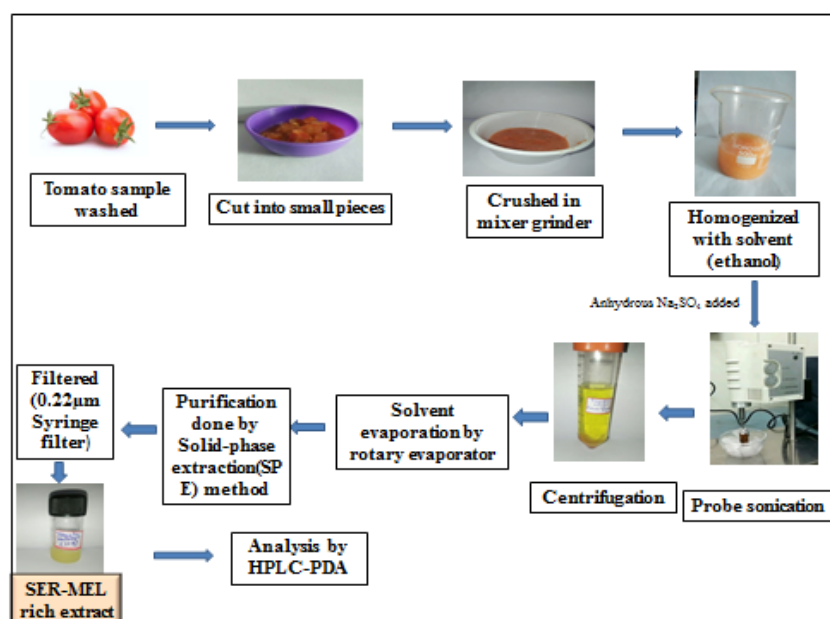 Tomato sample
washed
Cut into small pieces
Crushed in
mixer grinder
Homogenized
with solvent
(ethanol)
Anhydrous Na₂SO₄ added
Probe sonication
Centrifugation
Solvent
evaporation by
rotary evaporator
Purification
done by
Solid-phase
extraction(SP
E) method
Filtered
(0.22µm
Syringe
filter)
SER-MEL
rich extract
Analysis by
HPLC-PDA